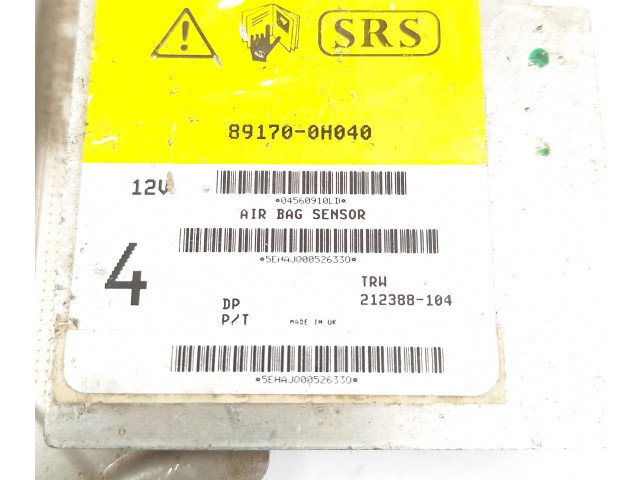 SRS
89170-0H040
12V
*04560910LD*
AIR BAG SENSOR
*5EHAJ000526330*
4
TRW
DP
212388-104
P/T
MADE IN UK
*5EHAJ000526330*